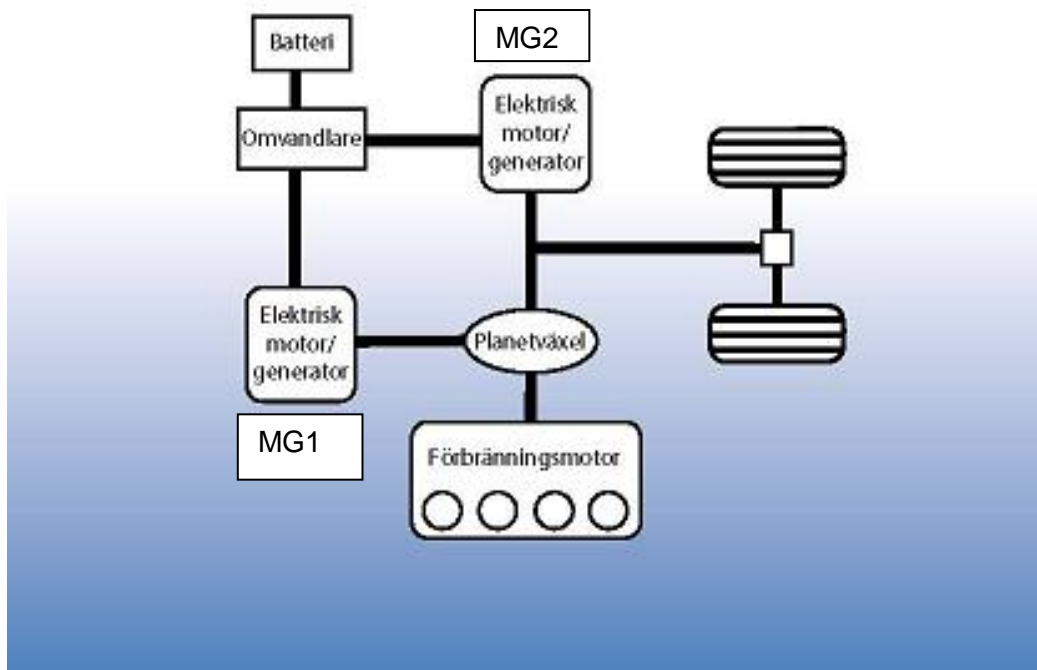 MG2
Batteri
Elektrisk
motor/
generator
Omvandlare
Elektrisk
motor/
generator
Planetväxel
MG1
Förbränningsmotor